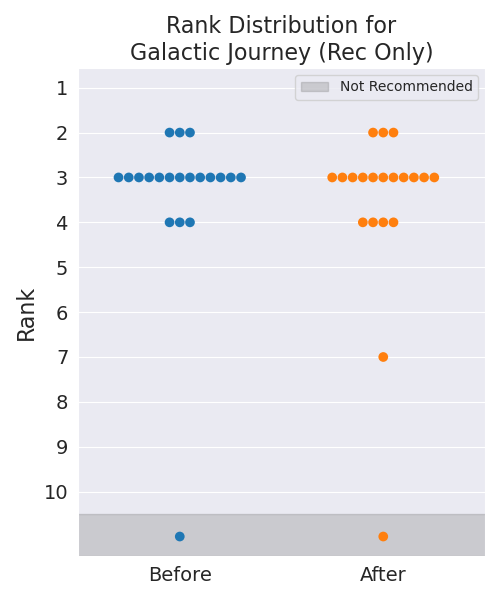 Rank Distribution for
Galactic Journey (Rec Only)
Not Recommended
1
2
3
4
5
6
7
8
9
10
Rank
Before
After